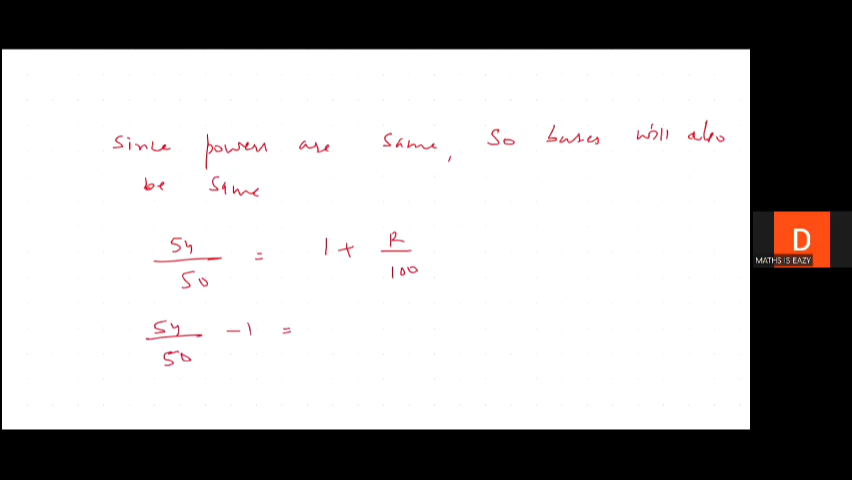 Since powers are same, So bases will also
be same
54/50 = 1 + R/100
54/50 - 1 =
D
MATHS IS EAZY